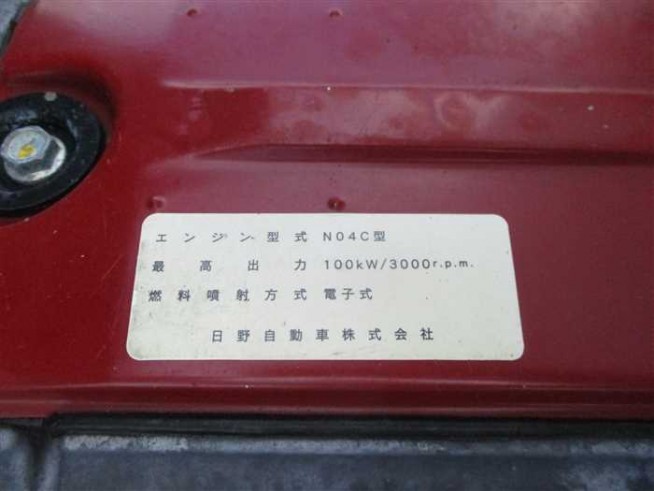 エンジン型式 N04C型
最高出力 100kW/3000r.p.m.
燃料噴射方式 電子式
日野自動車株式会社